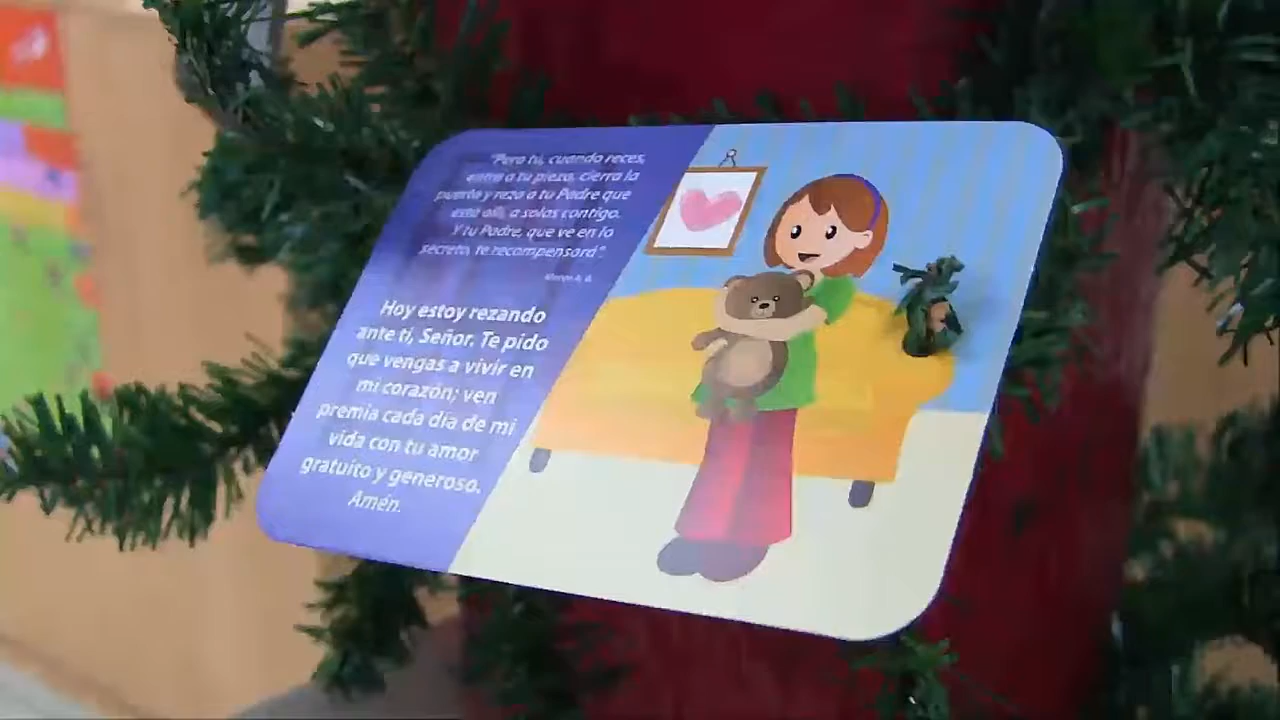 "Pero tú, cuando reces,
entra a tu pieza, cierra la
puerta y reza a tu Padre que
está allí, a solas contigo.
Y tu Padre, que ve en lo
secreto, te recompensará".
Hoy estoy rezando
ante ti, Señor. Te pido
que vengas a vivir en
mi corazón; ven
premia cada día de mi
vida con tu amor
gratuito y generoso.
Amén.